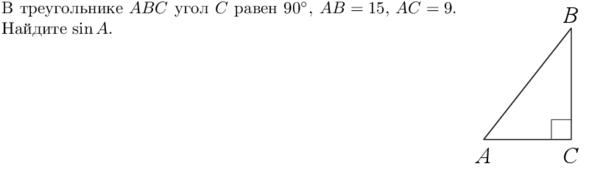 В треугольнике ABC угол C равен 90°, AB = 15, AC = 9.
Найдите sin A.
B
A
C